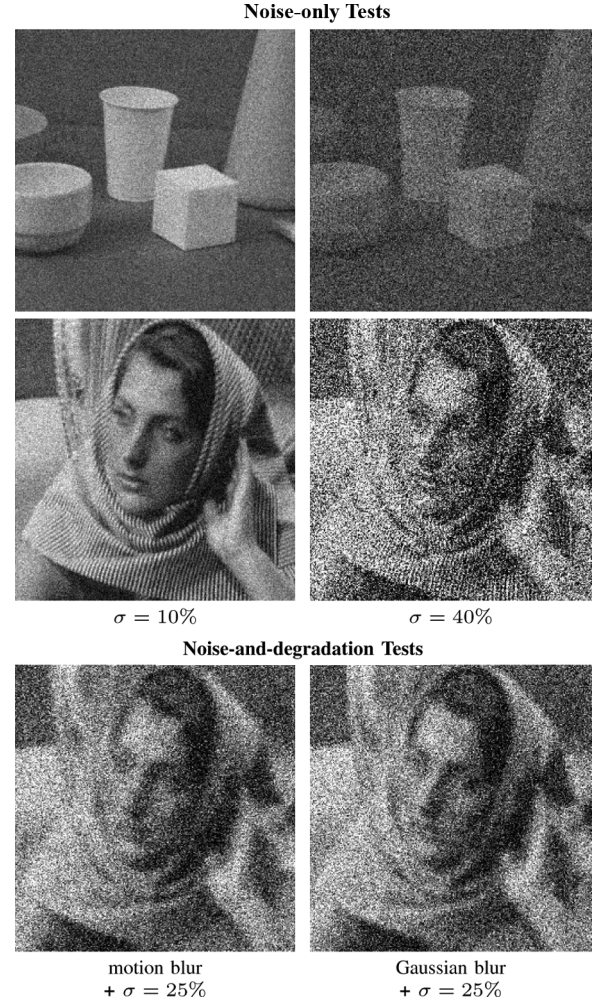 Noise-only Tests
σ = 10%
σ = 40%
Noise-and-degradation Tests
motion blur
+ σ = 25%
Gaussian blur
+ σ = 25%